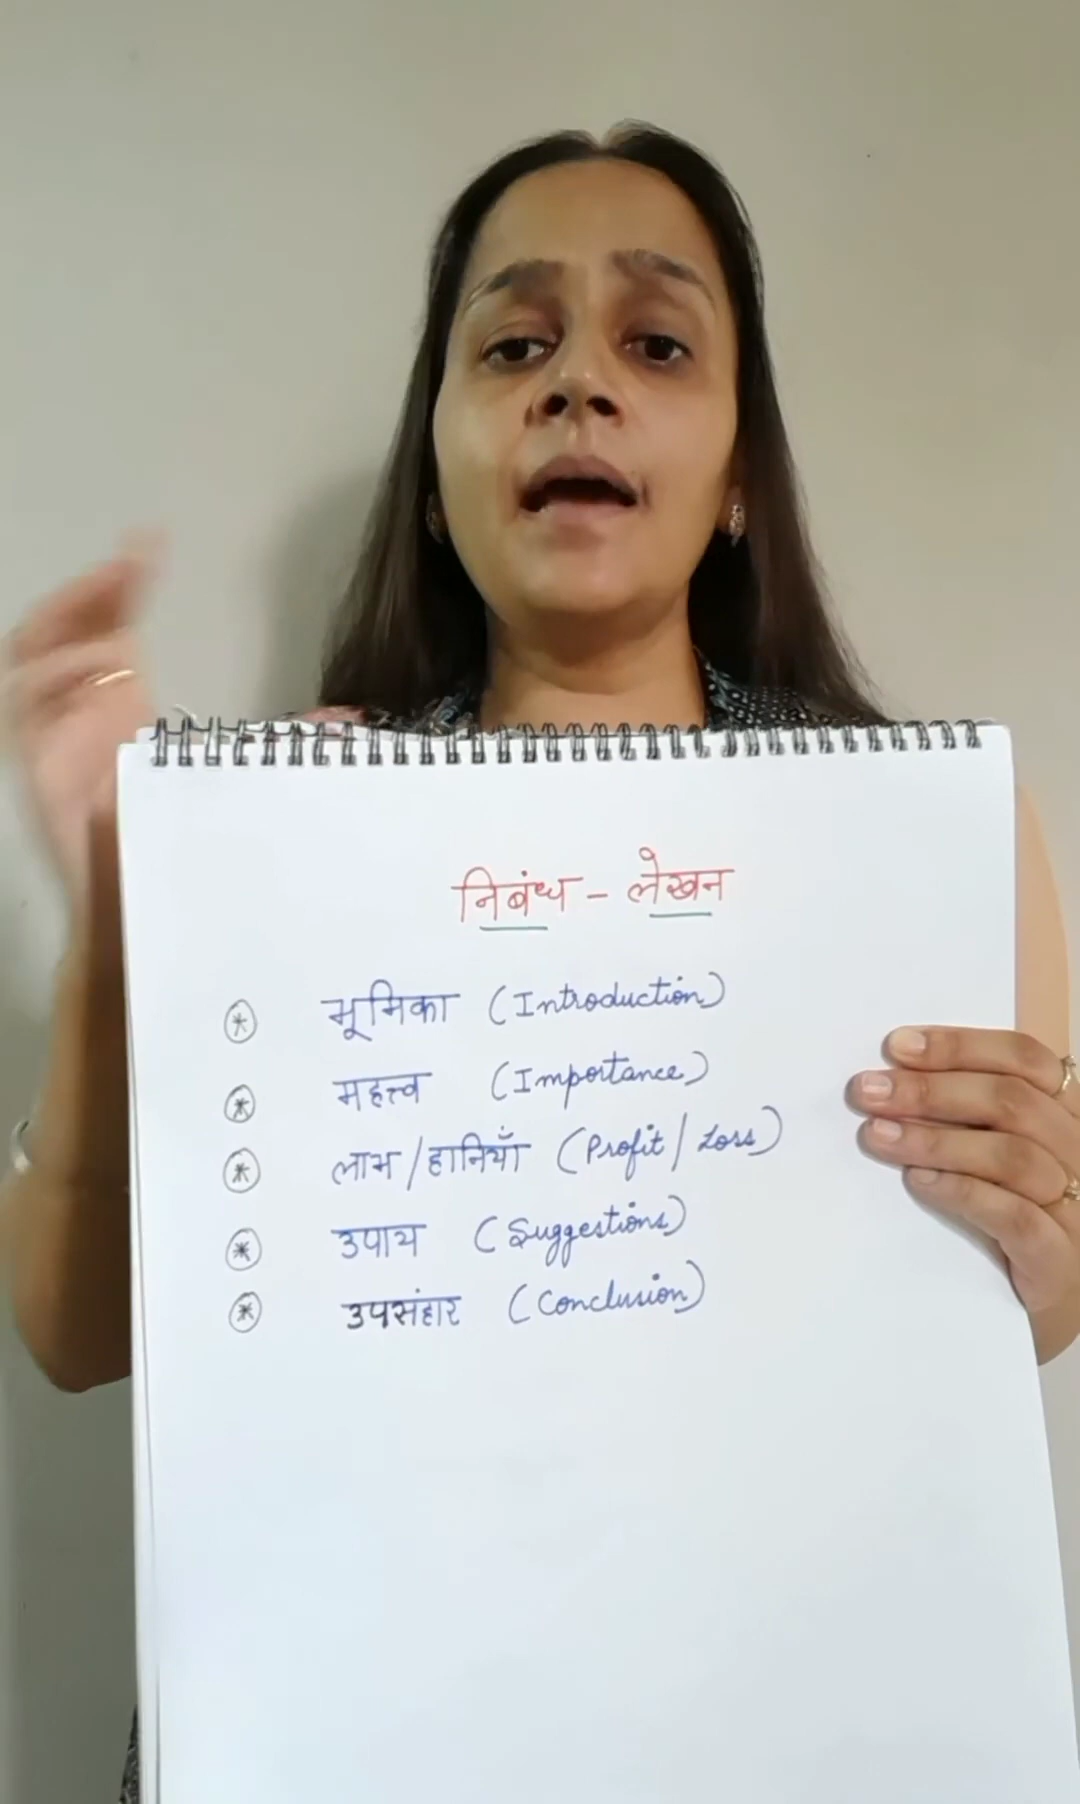 निबंध - लेखन
भूमिका (Introduction)
महत्त्व (Importance)
लाभ/हानियाँ (Profit/Loss)
उपाय (Suggestions)
उपसंहार (Conclusion)